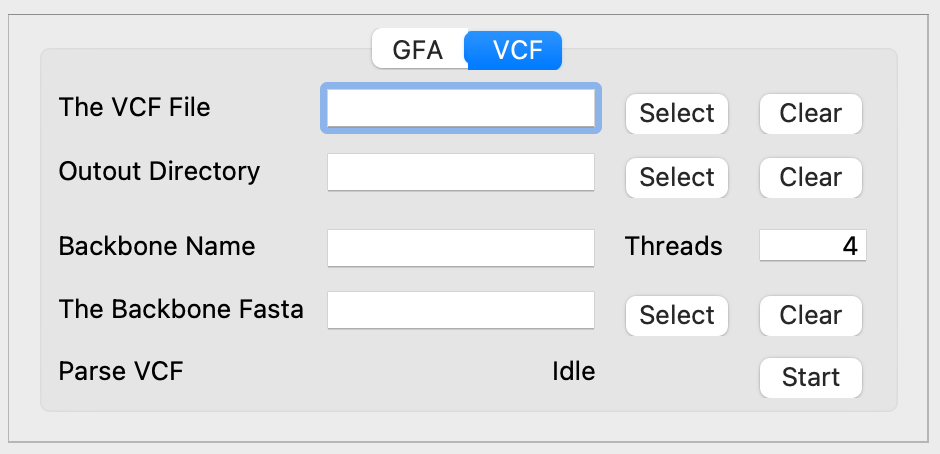 GFA VCF
The VCF File Select Clear
Outout Directory Select Clear
Backbone Name Threads 4
The Backbone Fasta Select Clear
Parse VCF Idle Start